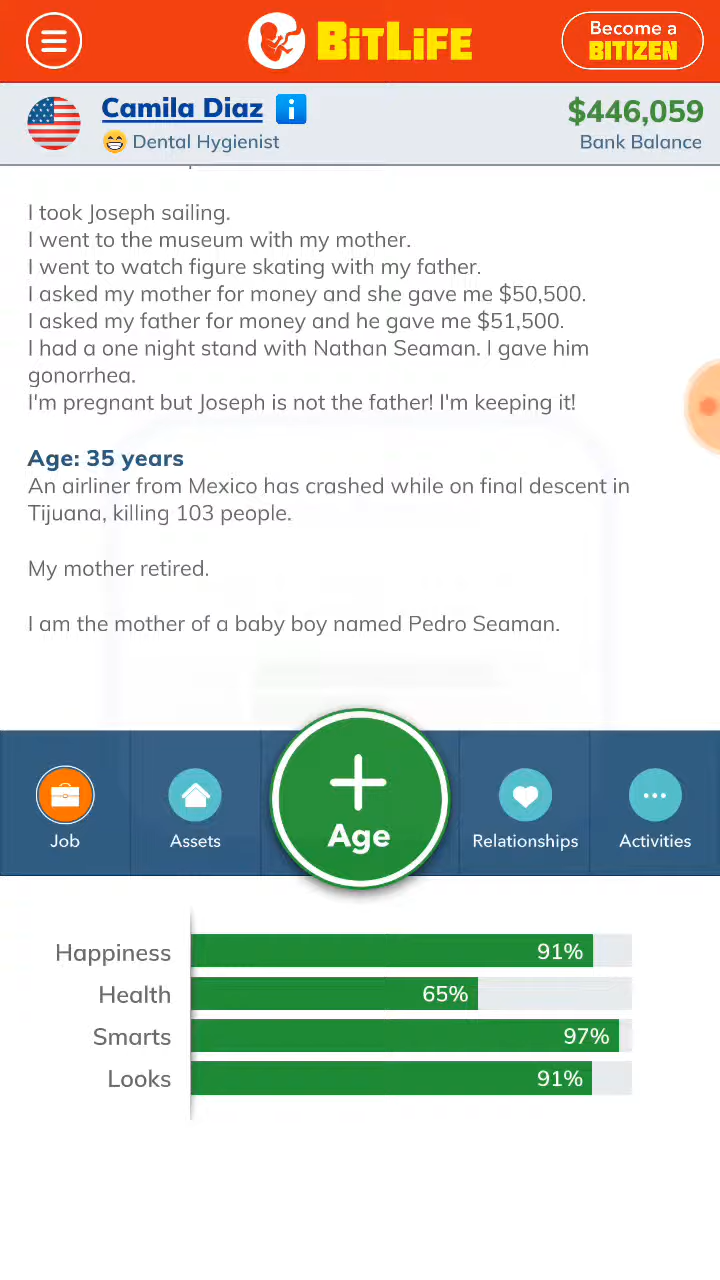 Become a
BiTLiFE
BITIZEN
Camila Diaz i
$446,059
Dental Hygienist
Bank Balance
I took Joseph sailing.
I went to the museum with my mother.
I went to watch figure skating with my father.
I asked my mother for money and she gave me $50,500.
I asked my father for money and he gave me $51,500.
I had a one night stand with Nathan Seaman. I gave him
gonorrhea.
I'm pregnant but Joseph is not the father! I'm keeping it!
Age: 35 years
An airliner from Mexico has crashed while on final descent in
Tijuana, killing 103 people.
My mother retired.
I am the mother of a baby boy named Pedro Seaman.
Job
Assets
Age
Relationships
Activities
Happiness 91%
Health 65%
Smarts 97%
Looks 91%